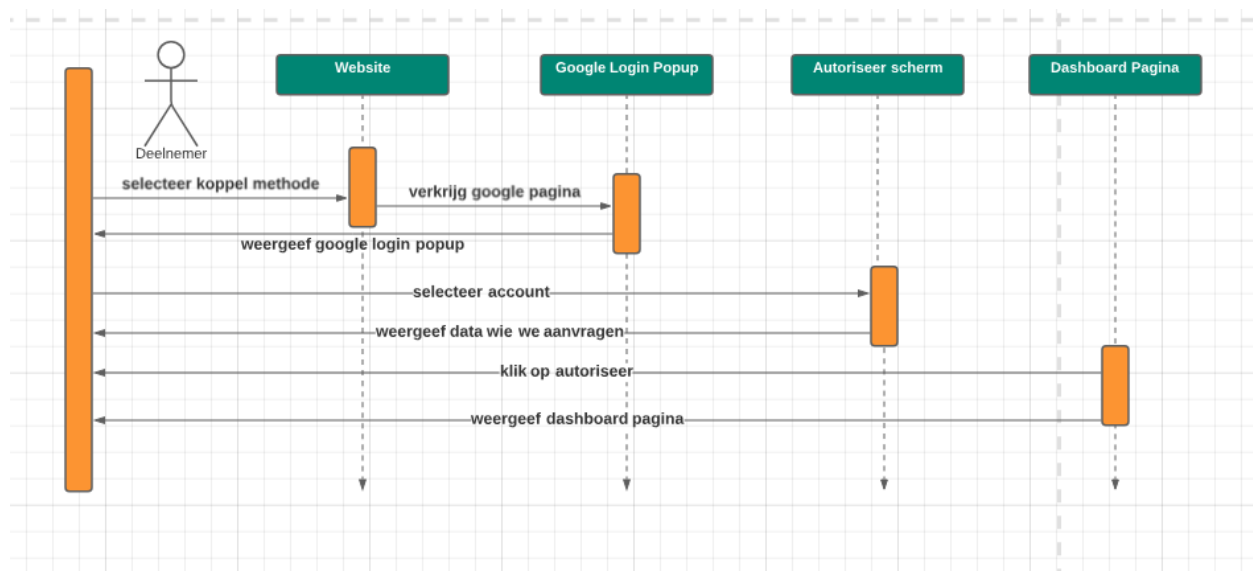 Website
Google Login Popup
Autoriseer scherm
Dashboard Pagina
Deelnemer
selecteer koppel methode
verkrijg google pagina
weergeef google login popup
selecteer account
weergeef data wie we aanvragen
klik op autoriseer
weergeef dashboard pagina